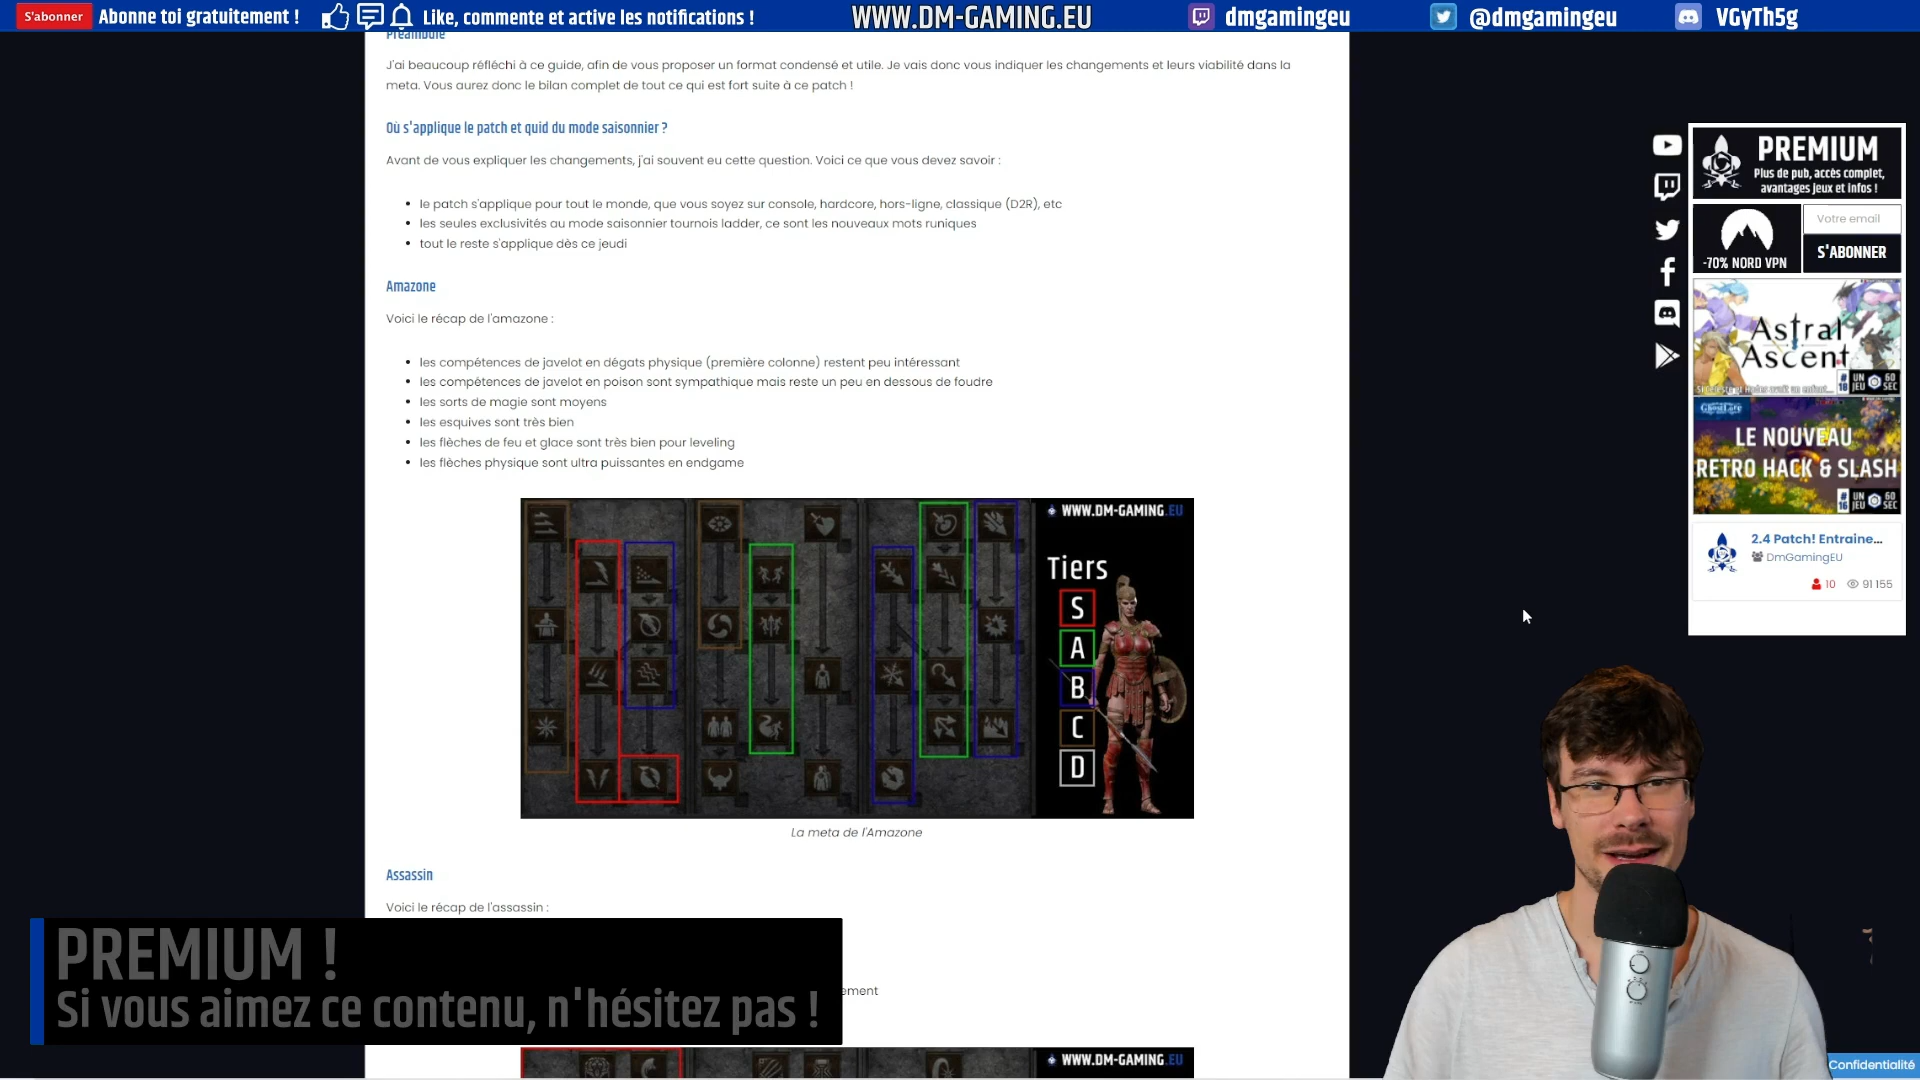 S'abonner
Abonne toi gratuitement !
Like, commente et active les notifications !
WWW.DM-GAMING.EU
dmgamingeu
@dmgamingeu
VGyTh5g
Préambule
J'ai beaucoup réfléchi à ce guide, afin de vous proposer un format condensé et utile. Je vais donc vous indiquer les changements et leurs viabilité dans la
meta. Vous aurez donc le bilan complet de tout ce qui est fort suite à ce patch !
Où s'applique le patch et quid du mode saisonnier ?
Avant de vous expliquer les changements, j'ai souvent eu cette question. Voici ce que vous devez savoir :
le patch s'applique pour tout le monde, que vous soyez sur console, hardcore, hors-ligne, classique (D2R), etc
les seules exclusivités au mode saisonnier tournois ladder, ce sont les nouveaux mots runiques
tout le reste s'applique dès ce jeudi
Amazone
Voici le récap de l'amazone :
les compétences de javelot en dégats physique (première colonne) restent peu intéressant
les compétences de javelot en poison sont sympathique mais reste un peu en dessous de foudre
les sorts de magie sont moyens
les esquives sont très bien
les flèches de feu et glace sont très bien pour leveling
les flèches physique sont ultra puissantes en endgame
WWW.DM-GAMING.EU
Tiers
S
A
B
C
D
La meta de l'Amazone
Assassin
Voici le récap de l'assassin :
ement
WWW.DM-GAMING.EU
PREMIUM !
Si vous aimez ce contenu, n'hésitez pas !
PREMIUM
Plus de pub, accès complet,
avantages jeux et infos !
-70% NORD VPN
Votre email
S'ABONNER
Astral
Ascent
# 18 UN JEU 60 SEC
GhostLore
LE NOUVEAU
RETRO HACK & SLASH
# 16 UN JEU 60 SEC
2.4 Patch! Entraine...
DmGamingEU
10
91 155
Confidentialité